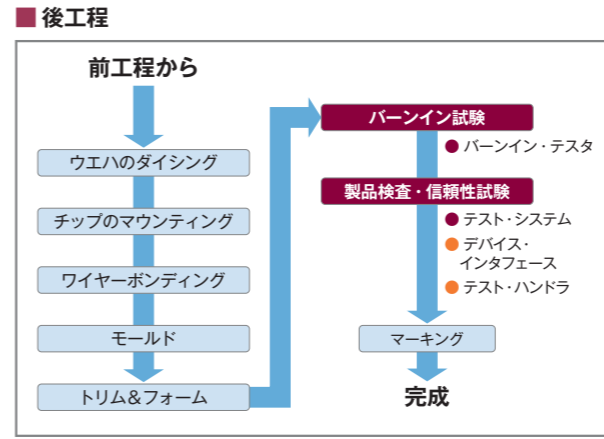 後工程
前工程から
ウエハのダイシング
チップのマウンティング
ワイヤーボンディング
モールド
トリム&フォーム
バーンイン試験
バーンイン・テスタ
製品検査・信頼性試験
テスト・システム
デバイス・
インタフェース
テスト・ハンドラ
マーキング
完成